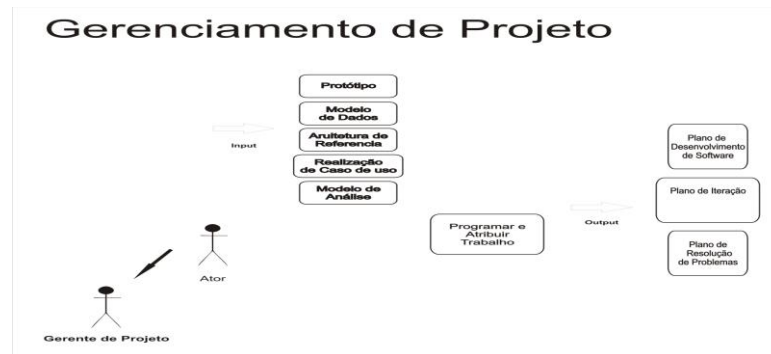 Gerenciamento de Projeto
Protótipo
Modelo
de Dados
Aruitetura de
Referencia
Realização
de Caso de uso
Modelo de
Análise
Input
Programar e
Atribuir
Trabalho
Output
Plano de
Desenvolvimento
de Software
Plano de Iteração
Plano de
Resolução
de Problemas
Ator
Gerente de Projeto